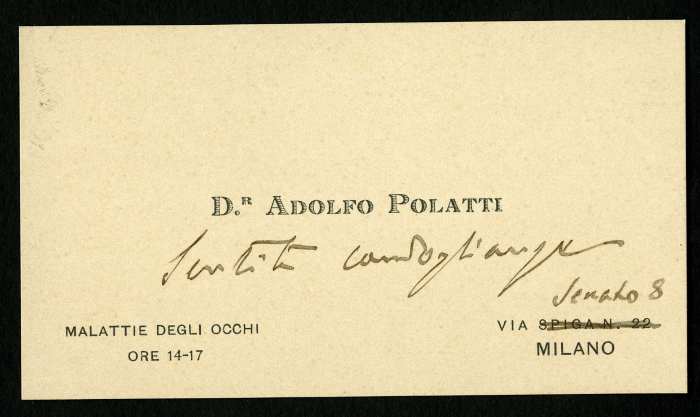 D.R ADOLFO POLATTI
Sentite condoglianze
Senato 8
MALATTIE DEGLI OCCHI
VIA SPIGA N. 22
ORE 14-17
MILANO